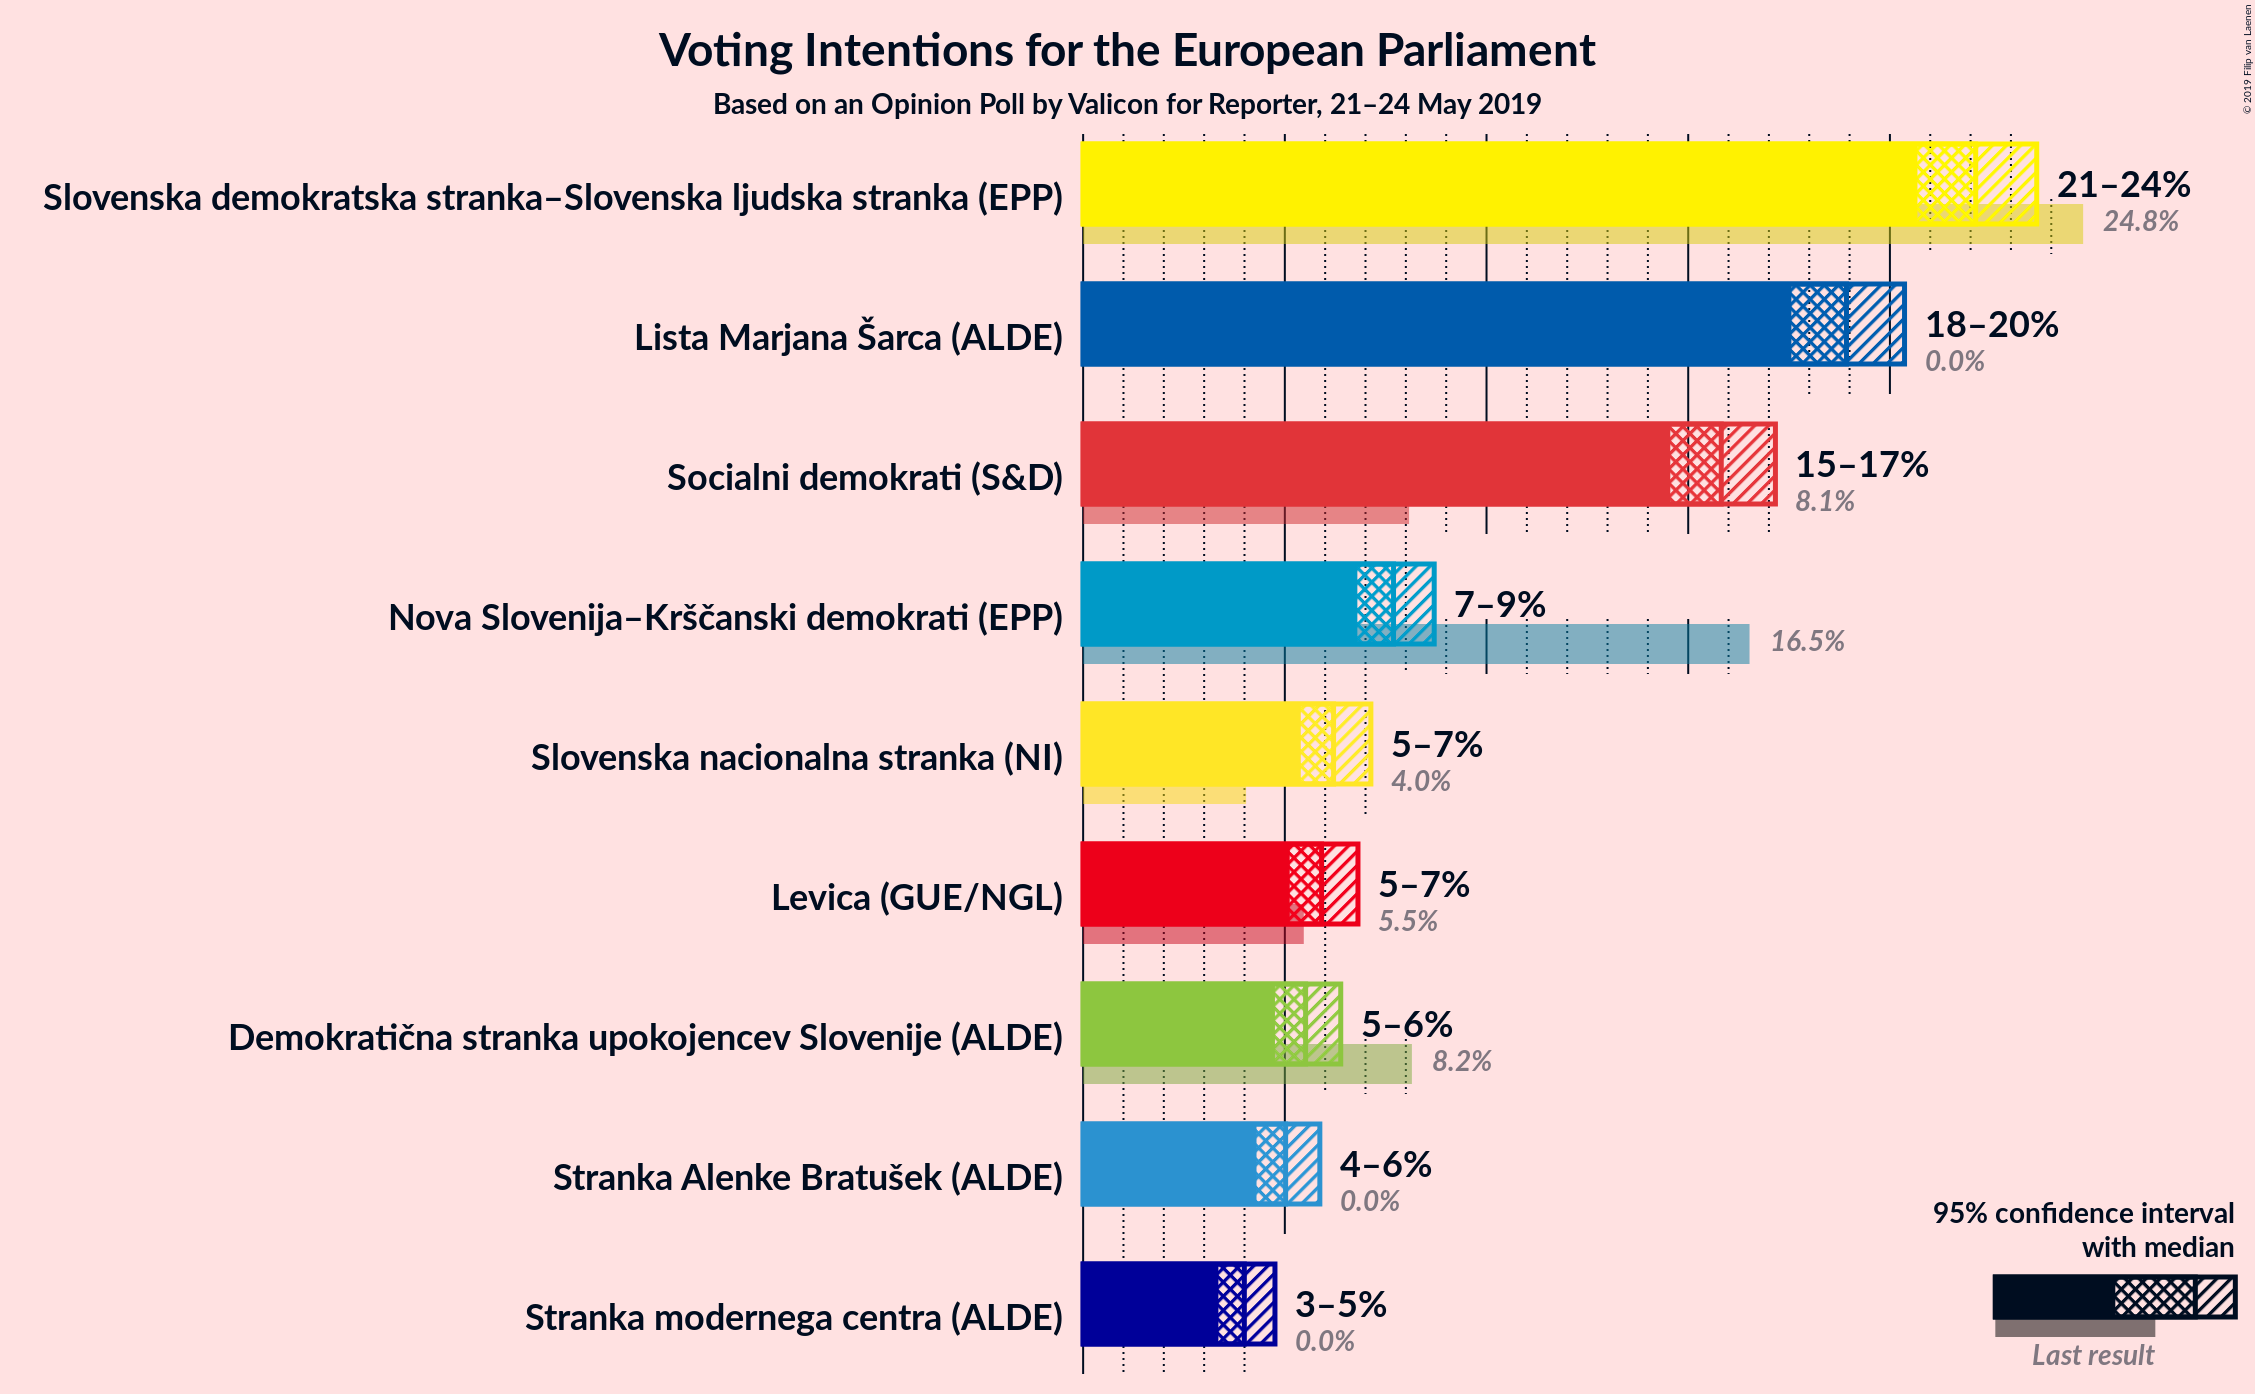 Voting Intentions for the European Parliament
Based on an Opinion Poll by Valicon for Reporter, 21–24 May 2019
© 2019 Filip van Laenen
Slovenska demokratska stranka–Slovenska ljudska stranka (EPP)
21–24%
24.8%
Lista Marjana Šarca (ALDE)
18–20%
0.0%
Socialni demokrati (S&D)
15–17%
8.1%
Nova Slovenija–Krščanski demokrati (EPP)
7–9%
16.5%
Slovenska nacionalna stranka (NI)
5–7%
4.0%
Levica (GUE/NGL)
5–7%
5.5%
Demokratična stranka upokojencev Slovenije (ALDE)
5–6%
8.2%
Stranka Alenke Bratušek (ALDE)
4–6%
0.0%
Stranka modernega centra (ALDE)
3–5%
0.0%
95% confidence interval
with median
Last result